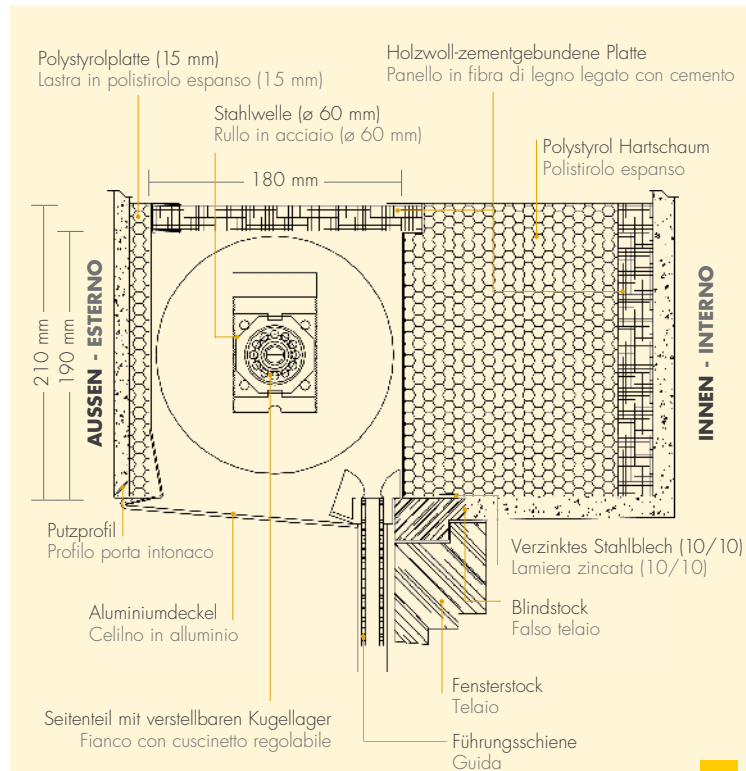 Polystyrolplatte (15 mm)
Lastra in polistirolo espanso (15 mm)
Holzwoll-zementgebundene Platte
Panello in fibra di legno legato con cemento
Stahlwelle (ø 60 mm)
Rullo in acciaio (ø 60 mm)
Polystyrol Hartschaum
Polistirolo espanso
180 mm
210 mm
190 mm
AUSSEN - ESTERNO
INNEN - INTERNO
Putzprofil
Profilo porta intonaco
Verzinktes Stahlblech (10/10)
Lamiera zincata (10/10)
Aluminiumdeckel
Celilno in alluminio
Blindstock
Falso telaio
Fensterstock
Telaio
Seitenteil mit verstellbaren Kugellager
Fianco con cuscinetto regolabile
Führungsschiene
Guida